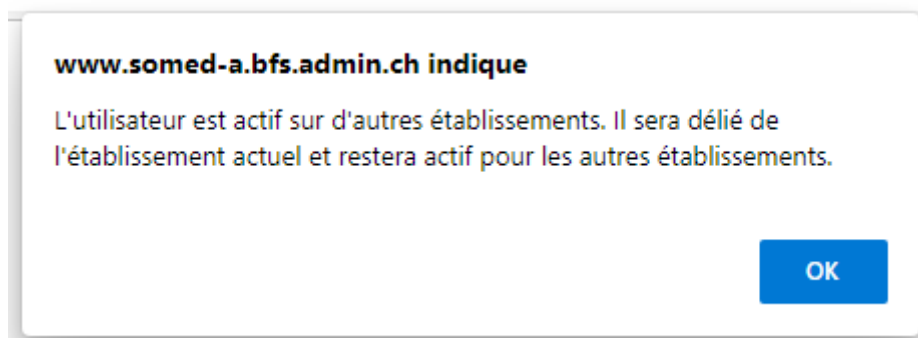 www.somed-a.bfs.admin.ch indique
L'utilisateur est actif sur d'autres établissements. Il sera délié de
l'établissement actuel et restera actif pour les autres établissements.
OK